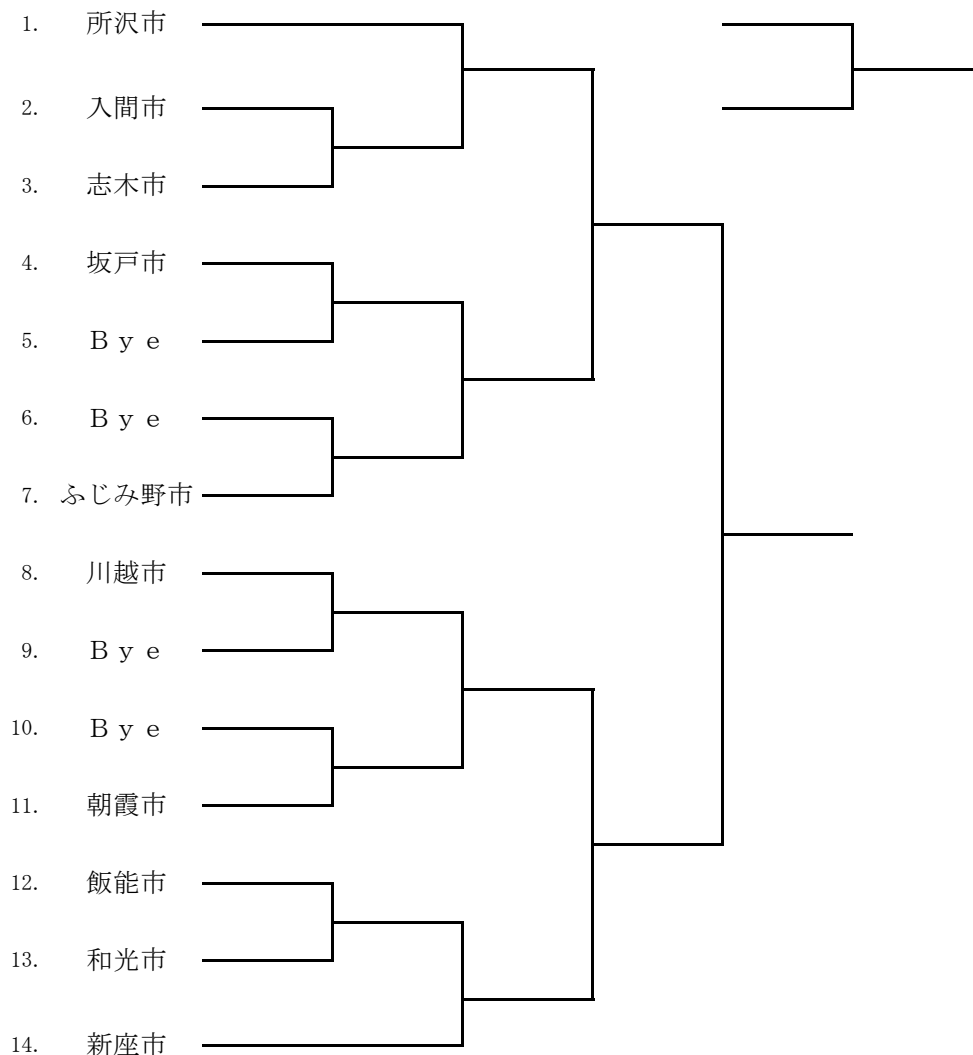 1. 所沢市
2. 入間市
3. 志木市
4. 坂戸市
5. Ｂｙｅ
6. Ｂｙｅ
7. ふじみ野市
8. 川越市
9. Ｂｙｅ
10. Ｂｙｅ
11. 朝霞市
12. 飯能市
13. 和光市
14. 新座市